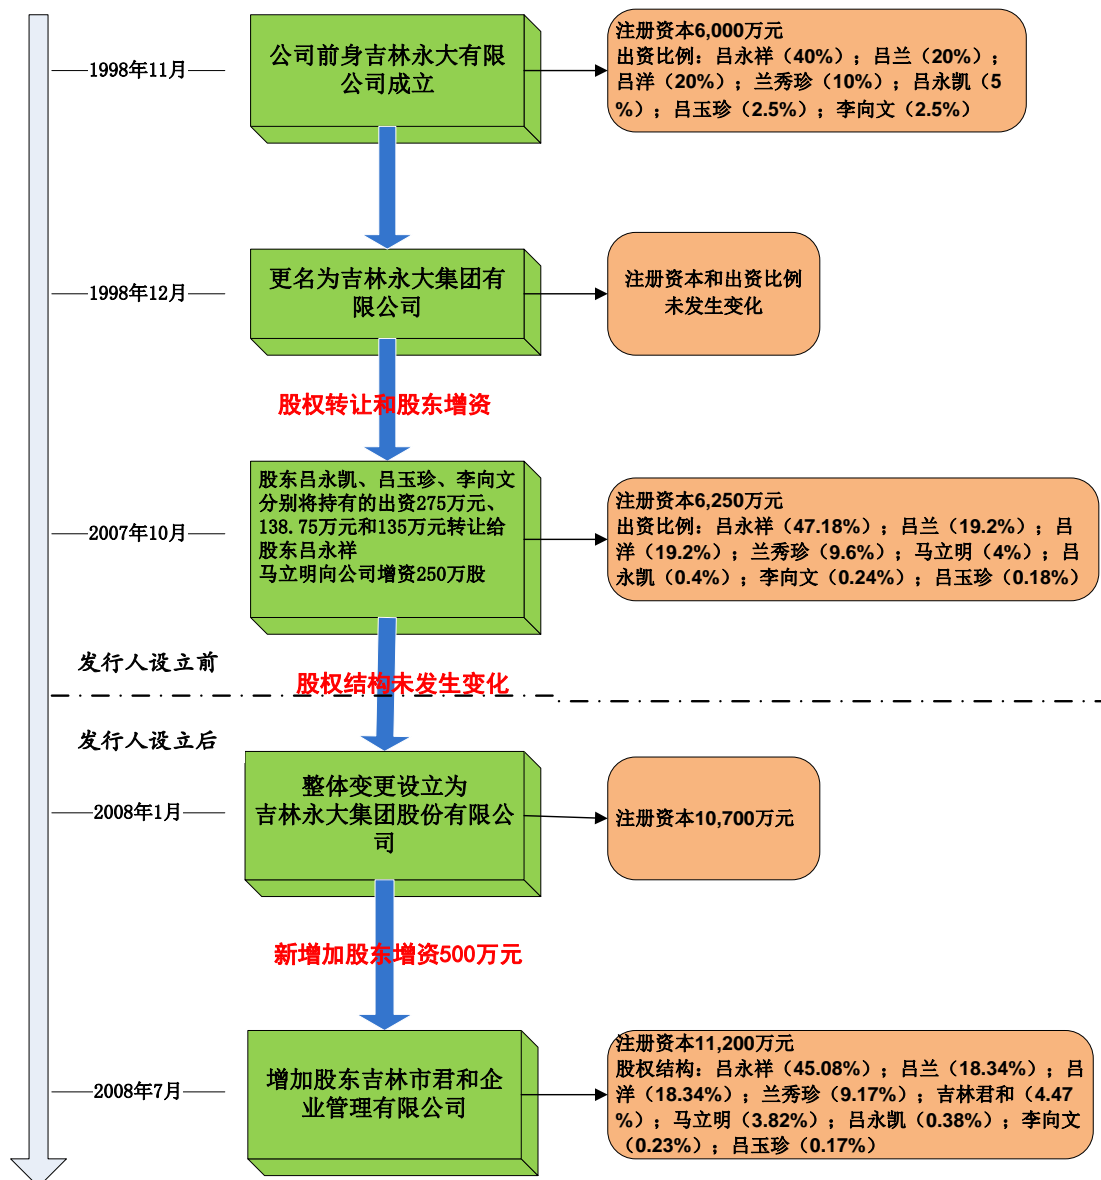 1998年11月
公司前身吉林永大有限
公司成立
注册资本6,000万元
出资比例：吕永祥（40%）；吕兰（20%）；
吕洋（20%）；兰秀珍（10%）；吕永凯（5
%）；吕玉珍（2.5%）；李向文（2.5%）
1998年12月
更名为吉林永大集团有
限公司
注册资本和出资比例
未发生变化
股权转让和股东增资
2007年10月
股东吕永凯、吕玉珍、李向文
分别将持有的出资275万元、
138.75万元和135万元转让给
股东吕永祥
马立明向公司增资250万股
注册资本6,250万元
出资比例：吕永祥（47.18%）；吕兰（19.2%）；吕
洋（19.2%）；兰秀珍（9.6%）；马立明（4%）；吕
永凯（0.4%）；李向文（0.24%）；吕玉珍（0.18%）
发行人设立前
股权结构未发生变化
发行人设立后
2008年1月
整体变更设立为
吉林永大集团股份有限公
司
注册资本10,700万元
新增加股东增资500万元
2008年7月
增加股东吉林市君和企
业管理有限公司
注册资本11,200万元
股权结构：吕永祥（45.08%）；吕兰（18.34%）；吕
洋（18.34%）；兰秀珍（9.17%）；吉林君和（4.47
%）；马立明（3.82%）；吕永凯（0.38%）；李向文
（0.23%）；吕玉珍（0.17%）